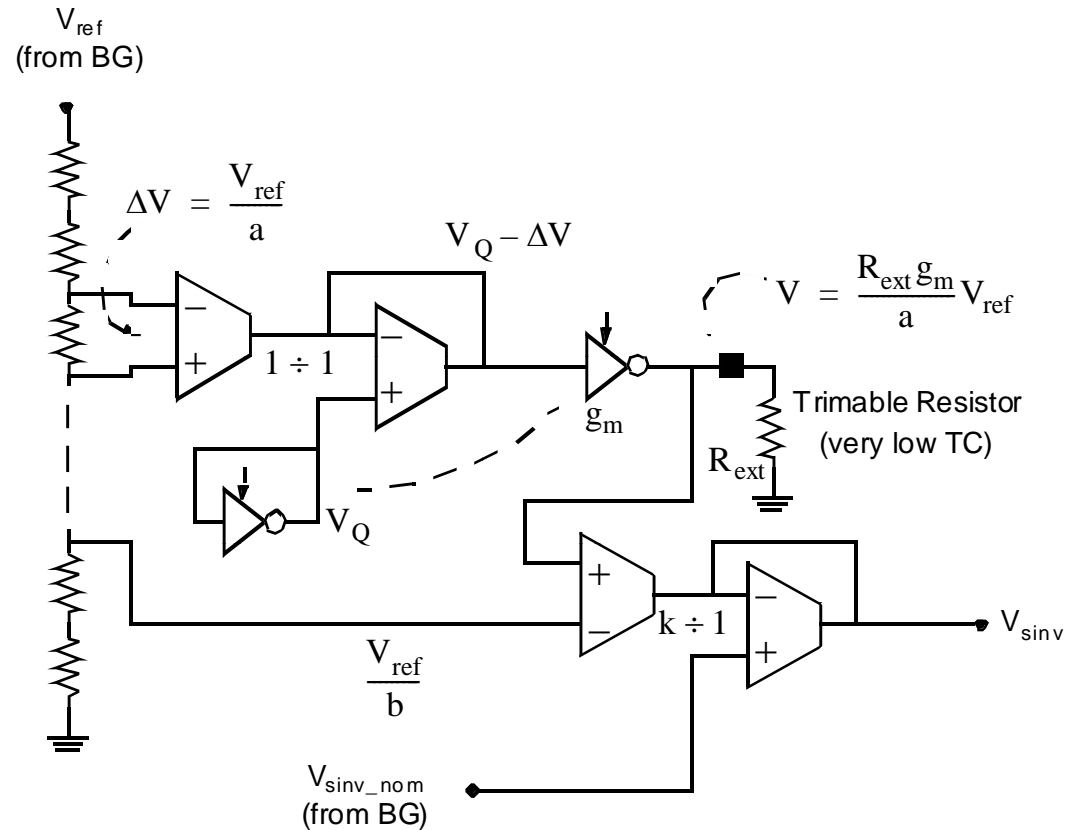 V_ref
(from BG)
ΔV = V_ref / a
V_Q − ΔV
V = R_ext g_m / a V_ref
−
+
1 ÷ 1
−
+
g_m
Trimable Resistor
(very low TC)
R_ext
V_Q
+
−
k ÷ 1
−
+
V_sinv
V_ref / b
V_sinv_nom
(from BG)